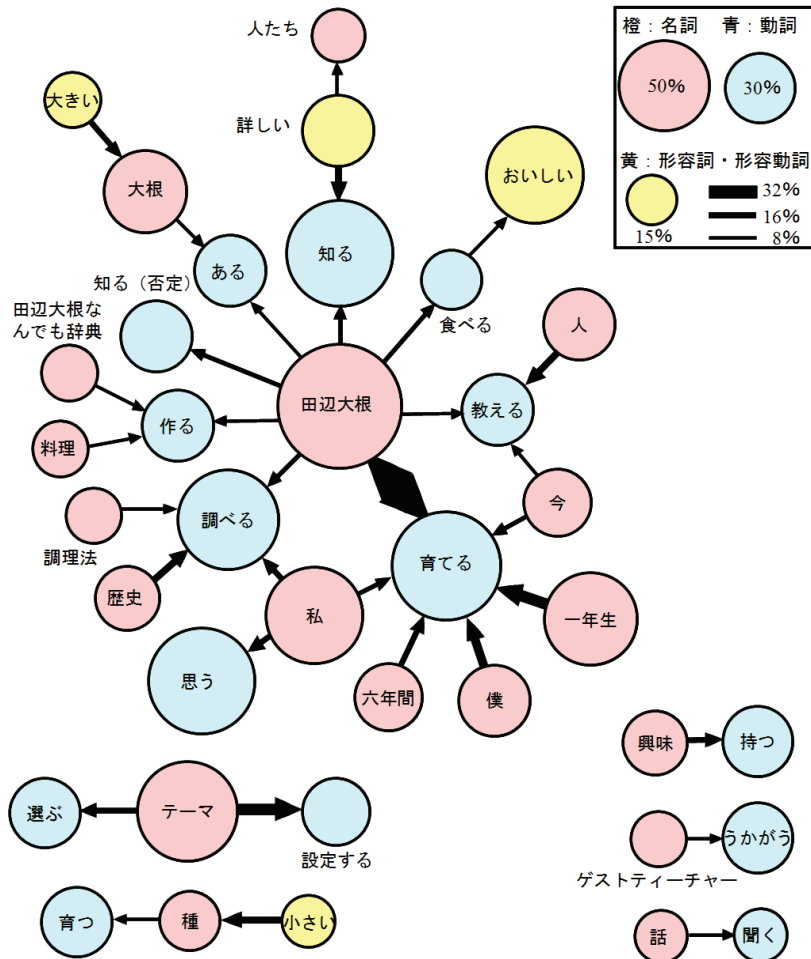 人たち
橙：名詞 青：動詞
50%
30%
黄：形容詞・形容動詞
32%
16%
8%
15%
大きい
詳しい
大根
おいしい
知る
ある
知る（否定）
食べる
田辺大根な
んでも辞典
人
田辺大根
教える
作る
料理
今
調べる
調理法
育てる
歴史
私
一年生
思う
六年間
僕
興味
持つ
テーマ
選ぶ
設定する
うかがう
ゲストティーチャー
育つ
種
小さい
話
聞く